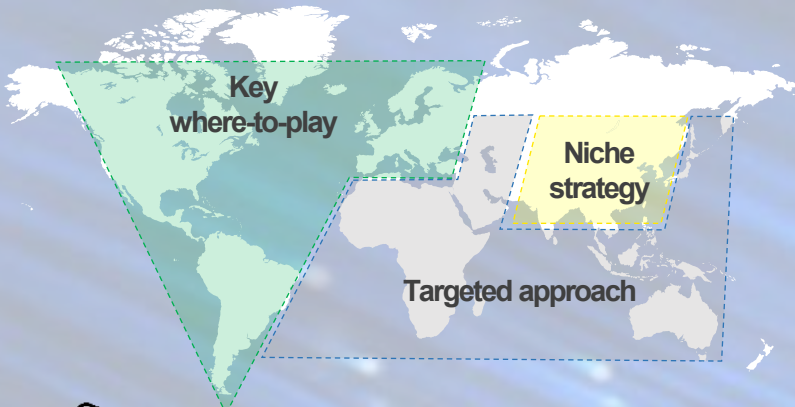 Key
where-to-play
Niche
strategy
Targeted approach